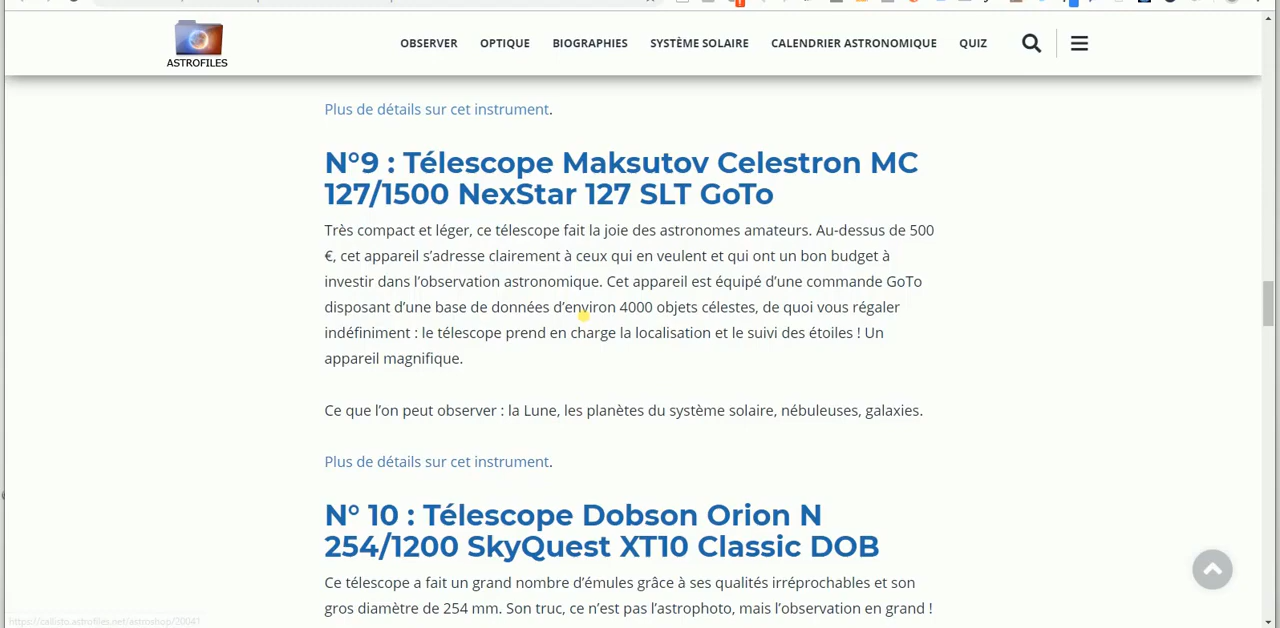 ASTROFILES
OBSERVER OPTIQUE BIOGRAPHIES SYSTÈME SOLAIRE CALENDRIER ASTRONOMIQUE QUIZ
Plus de détails sur cet instrument.
N°9 : Télescope Maksutov Celestron MC
127/1500 NexStar 127 SLT GoTo
Très compact et léger, ce télescope fait la joie des astronomes amateurs. Au-dessus de 500
€, cet appareil s’adresse clairement à ceux qui en veulent et qui ont un bon budget à
investir dans l’observation astronomique. Cet appareil est équipé d’une commande GoTo
disposant d’une base de données d’environ 4000 objets célestes, de quoi vous régaler
indéfiniment : le télescope prend en charge la localisation et le suivi des étoiles ! Un
appareil magnifique.
Ce que l’on peut observer : la Lune, les planètes du système solaire, nébuleuses, galaxies.
Plus de détails sur cet instrument.
N° 10 : Télescope Dobson Orion N
254/1200 SkyQuest XT10 Classic DOB
Ce télescope a fait un grand nombre d’émules grâce à ses qualités irréprochables et son
gros diamètre de 254 mm. Son truc, ce n’est pas l’astrophoto, mais l’observation en grand !
https://callisto.astrofiles.net/astroshop/20041